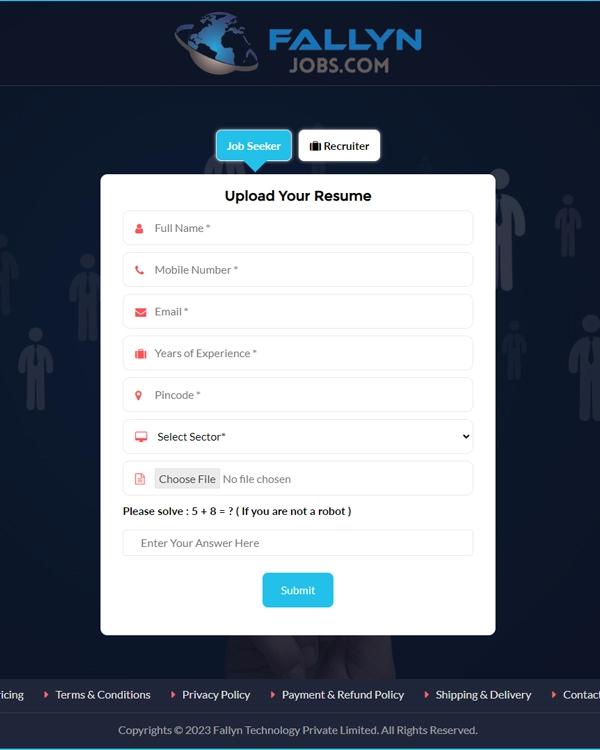 FALLYN
JOBS.COM
Job Seeker
Recruiter
Upload Your Resume
Full Name *
Mobile Number *
Email *
Years of Experience *
Pincode *
Select Sector*
Choose File No file chosen
Please solve : 5 + 8 = ? ( If you are not a robot )
Enter Your Answer Here
Submit
ricing Terms & Conditions Privacy Policy Payment & Refund Policy Shipping & Delivery Contac
Copyrights © 2023 Fallyn Technology Private Limited. All Rights Reserved.